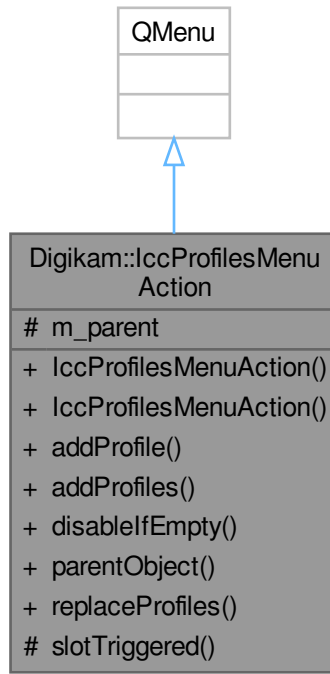 QMenu
Digikam::IccProfilesMenu
Action
# m_parent
+ IccProfilesMenuAction()
+ IccProfilesMenuAction()
+ addProfile()
+ addProfiles()
+ disableIfEmpty()
+ parentObject()
+ replaceProfiles()
# slotTriggered()